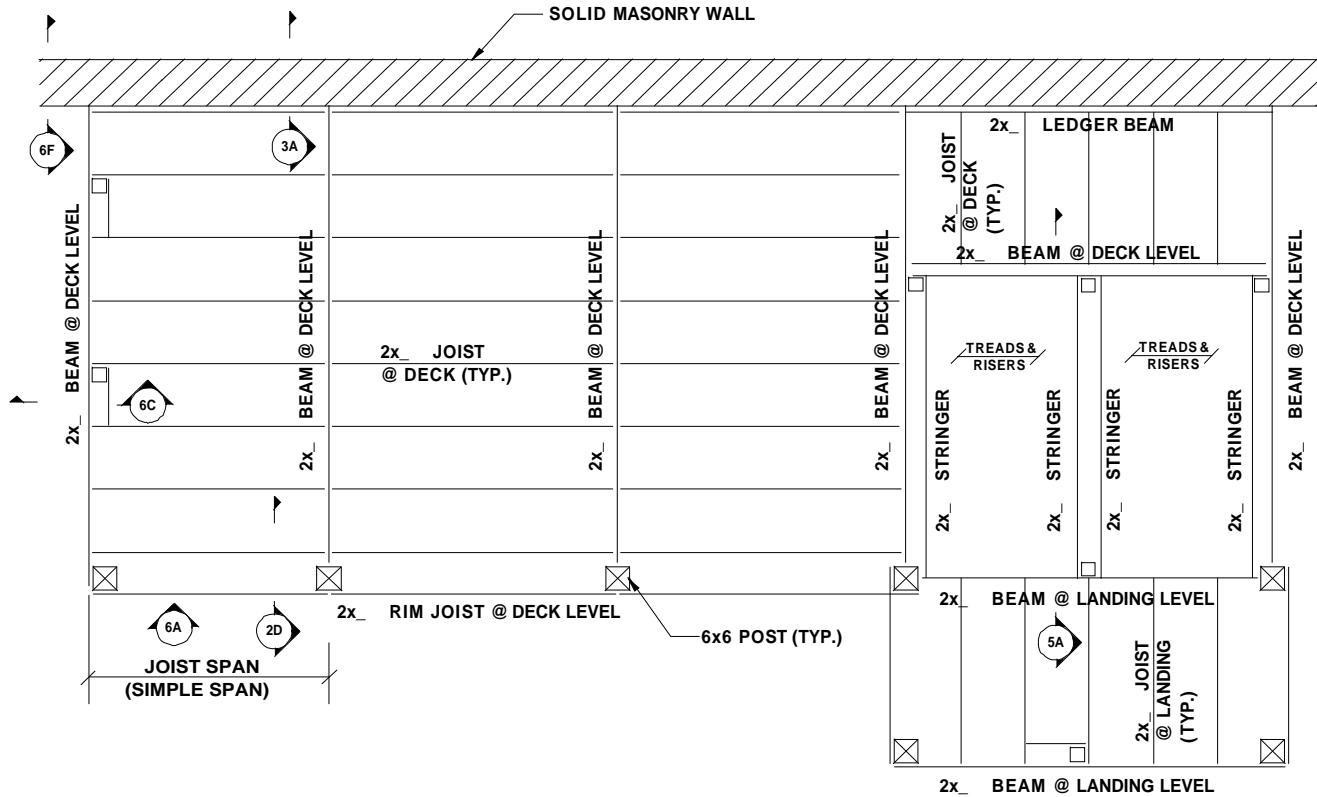 SOLID MASONRY WALL
6F
3A
2x_ LEDGER BEAM
2x_ JOIST
@ DECK
(TYP.)
2x_ BEAM @ DECK LEVEL
2x_ BEAM @ DECK LEVEL
2x_ BEAM @ DECK LEVEL
2x_ BEAM @ DECK LEVEL
2x_ BEAM @ DECK LEVEL
2x_ BEAM @ DECK LEVEL
2x_ JOIST
@ DECK (TYP.)
TREADS &
RISERS
TREADS &
RISERS
6C
2x_ STRINGER
2x_ STRINGER
2x_ STRINGER
2x_ STRINGER
2x_ RIM JOIST @ DECK LEVEL
2x_ BEAM @ LANDING LEVEL
6A
2D
6x6 POST (TYP.)
5A
JOIST SPAN
(SIMPLE SPAN)
2x_ JOIST
@ LANDING
(TYP.)
2x_ BEAM @ LANDING LEVEL